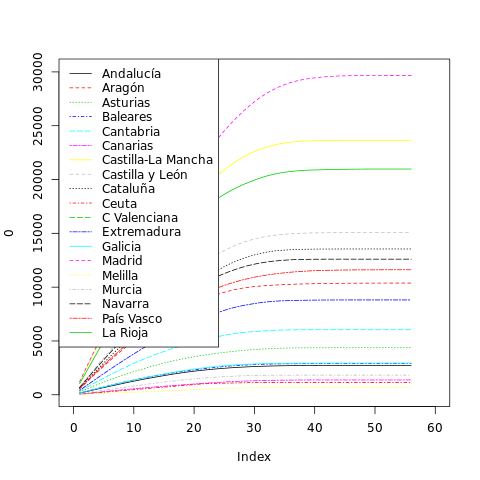 30000
25000
20000
15000
10000
5000
0
0
Andalucía
Aragón
Asturias
Baleares
Cantabria
Canarias
Castilla-La Mancha
Castilla y León
Cataluña
Ceuta
C Valenciana
Extremadura
Galicia
Madrid
Melilla
Murcia
Navarra
País Vasco
La Rioja
0 10 20 30 40 50 60
Index